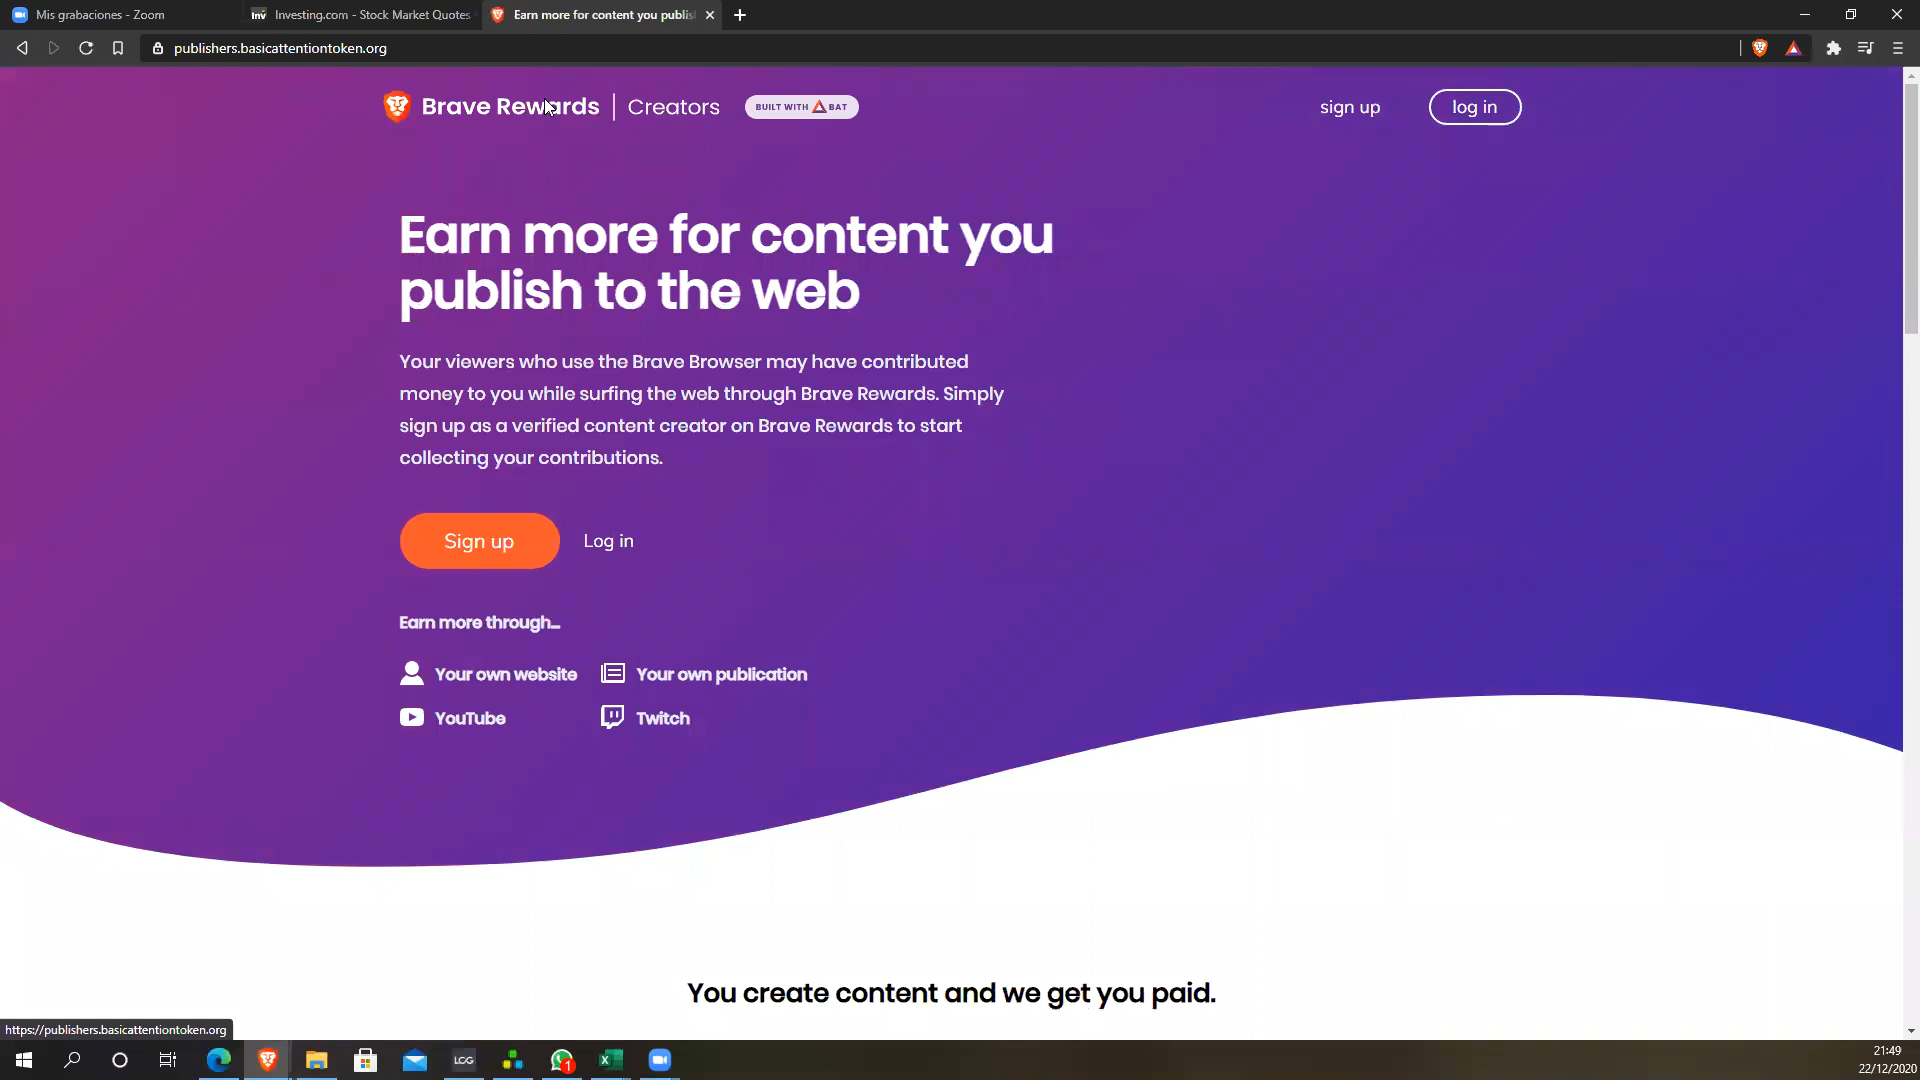 Mis grabaciones - Zoom
Investing.com - Stock Market Quotes
Earn more for content you publis
publishers.basicattentiontoken.org
Brave Rewards | Creators
BUILT WITH BAT
sign up
log in
Earn more for content you
publish to the web
Your viewers who use the Brave Browser may have contributed
money to you while surfing the web through Brave Rewards. Simply
sign up as a verified content creator on Brave Rewards to start
collecting your contributions.
Sign up
Log in
Earn more through...
Your own website
Your own publication
YouTube
Twitch
You create content and we get you paid.
https://publishers.basicattentiontoken.org
LCG
1
21:49
22/12/2020